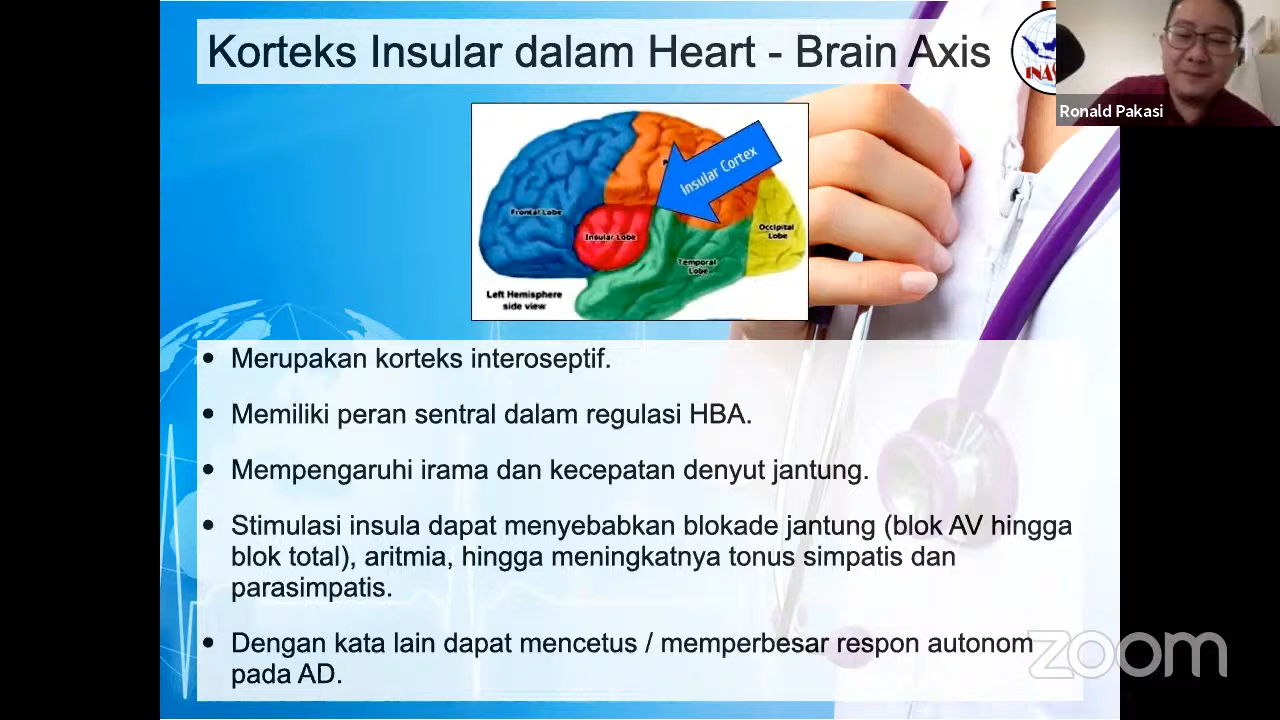 Korteks Insular dalam Heart - Brain Axis
Ronald Pakasi
Insular Cortex
Frontal Lobe
Insular Lobe
Occipital
Lobe
Temporal
Lobe
Left Hemisphere
side view
• Merupakan korteks interoseptif.
• Memiliki peran sentral dalam regulasi HBA.
• Mempengaruhi irama dan kecepatan denyut jantung.
• Stimulasi insula dapat menyebabkan blokade jantung (blok AV hingga
blok total), aritmia, hingga meningkatnya tonus simpatis dan
parasimpatis.
• Dengan kata lain dapat mencetus / memperbesar respon autonom
pada AD.
zoom